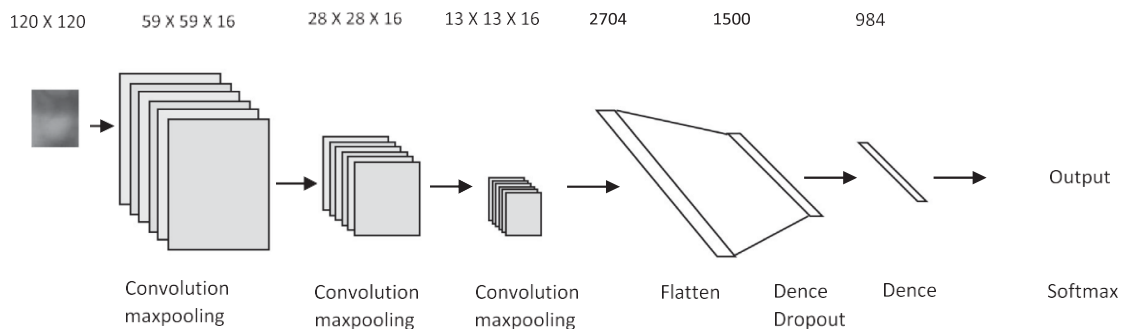 120 X 120
59 X 59 X 16
28 X 28 X 16
13 X 13 X 16
2704
1500
984
Output
Convolution
maxpooling
Convolution
maxpooling
Convolution
maxpooling
Flatten
Dence
Dropout
Dence
Softmax